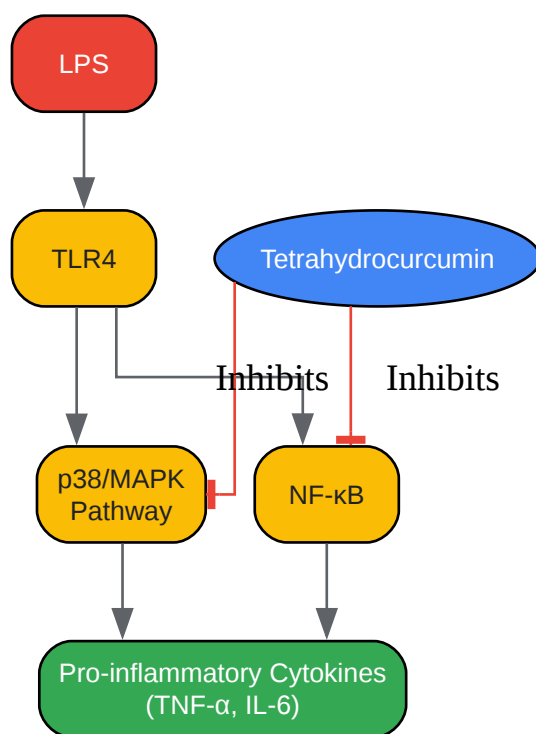 LPS
TLR4
Tetrahydrocurcumin
Inhibits
Inhibits
p38/MAPK
Pathway
NF-κB
Pro-inflammatory Cytokines
(TNF-α, IL-6)